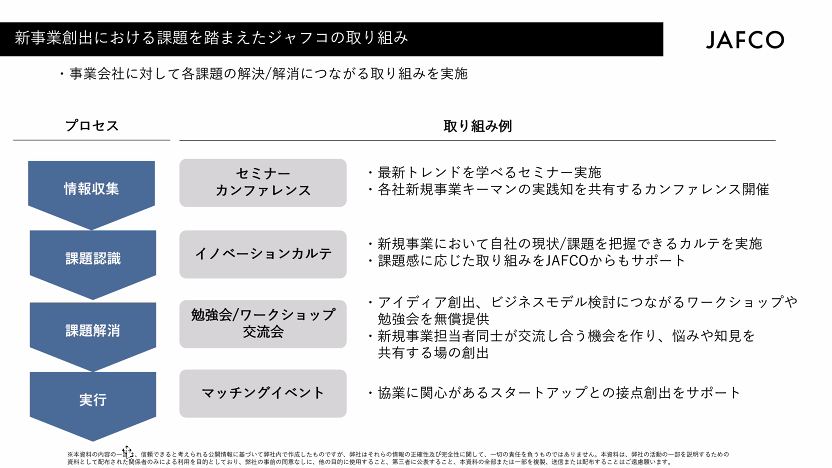 新事業創出における課題を踏まえたジャフコの取り組み
JAFCO
・事業会社に対して各課題の解決/解消につながる取り組みを実施
プロセス
取り組み例
情報収集
セミナー
カンファレンス
・最新トレンドを学べるセミナー実施
・各社新規事業キーマンの実践知を共有するカンファレンス開催
課題認識
イノベーションカルテ
・新規事業において自社の現状/課題を把握できるカルテを実施
・課題感に応じた取り組みをJAFCOからもサポート
課題解消
勉強会/ワークショップ
交流会
・アイディア創出、ビジネスモデル検討につながるワークショップや
勉強会を無償提供
・新規事業担当者同士が交流し合う機会を作り、悩みや知見を
共有する場の創出
実行
マッチングイベント
・協業に関心があるスタートアップとの接点創出をサポート
※本資料の内容の一部は、信頼できると考えられる公開情報に基づいて弊社内で作成したものですが、弊社はそれらの情報の正確性及び完全性に関して、一切の責任を負うものではありません。本資料は、弊社の活動の一部を説明するための
資料として配布された関係者のみによる利用を目的としており、弊社の事前の同意なしに、他の目的に使用すること、第三者に公表すること、本資料の全部または一部を複製、送信または配布することはご遠慮願います。